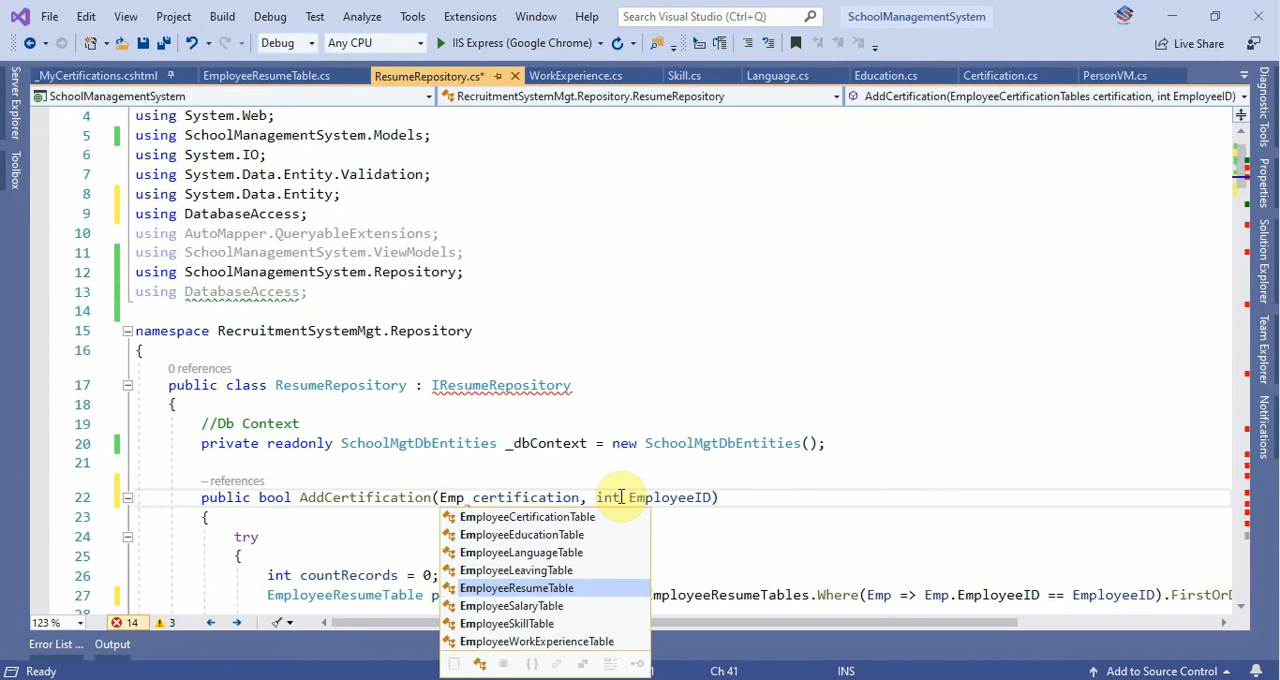 File Edit View Project Build Debug Test Analyze Tools Extensions Window Help Search Visual Studio (Ctrl+Q) SchoolManagementSystem
Debug Any CPU IIS Express (Google Chrome) Live Share
_MyCertifications.cshtml EmployeeResumeTable.cs ResumeRepository.cs* WorkExperience.cs Skill.cs Language.cs Education.cs Certification.cs PersonVM.cs
SchoolManagementSystem RecruitmentSystemMgt.Repository.ResumeRepository AddCertification(EmployeeCertificationTables certification, int EmployeeID)
Server Explorer
Toolbox
4 using System.Web;
5 using SchoolManagementSystem.Models;
6 using System.IO;
7 using System.Data.Entity.Validation;
8 using System.Data.Entity;
9 using DatabaseAccess;
10 using AutoMapper.QueryableExtensions;
11 using SchoolManagementSystem.ViewModels;
12 using SchoolManagementSystem.Repository;
13 using DatabaseAccess;
14
15 namespace RecruitmentSystemMgt.Repository
16 {
0 references
17 public class ResumeRepository : IResumeRepository
18 {
19 //Db Context
20 private readonly SchoolMgtDbEntities _dbContext = new SchoolMgtDbEntities();
21
– references
22 public bool AddCertification(Emp certification, int EmployeeID)
23 {
24 try
25 {
26 int countRecords = 0;
27 EmployeeResumeTable p
mployeeResumeTables.Where(Emp => Emp.EmployeeID == EmployeeID).FirstOrD
EmployeeCertificationTable
EmployeeEducationTable
EmployeeLanguageTable
EmployeeLeavingTable
EmployeeResumeTable
EmployeeSalaryTable
EmployeeSkillTable
EmployeeWorkExperienceTable
Diagnostic Tools
Properties
Solution Explorer
Team Explorer
Notifications
123 % 14 3
Error List ... Output
Ready Ch 41 INS Add to Source Control